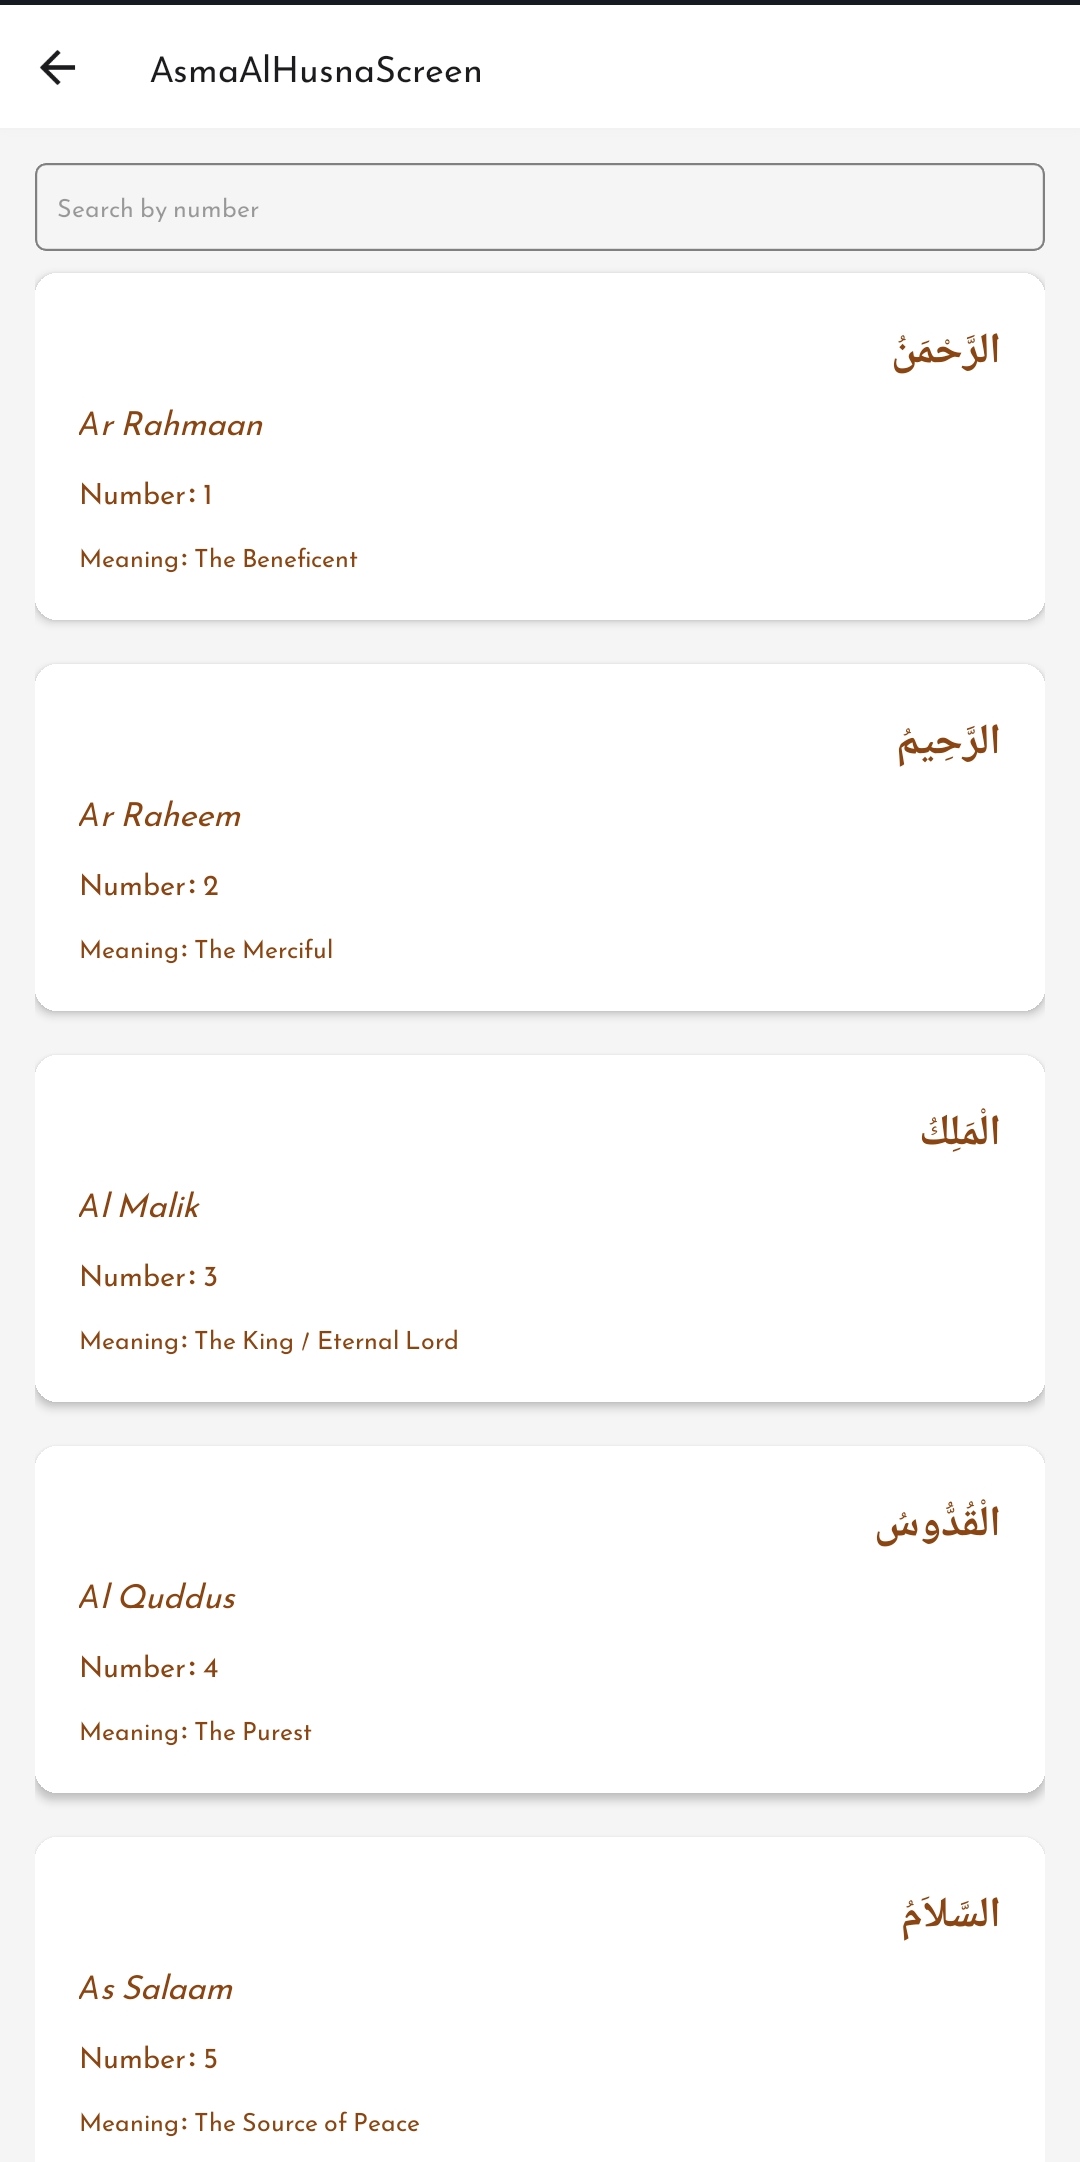 AsmaAlHusnaScreen
Search by number
الرَّحْمَنُ
Ar Rahmaan
Number: 1
Meaning: The Beneficent
الرَّحِيمُ
Ar Raheem
Number: 2
Meaning: The Merciful
الْمَلِكُ
Al Malik
Number: 3
Meaning: The King / Eternal Lord
الْقُدُّوسُ
Al Quddus
Number: 4
Meaning: The Purest
السَّلاَمُ
As Salaam
Number: 5
Meaning: The Source of Peace